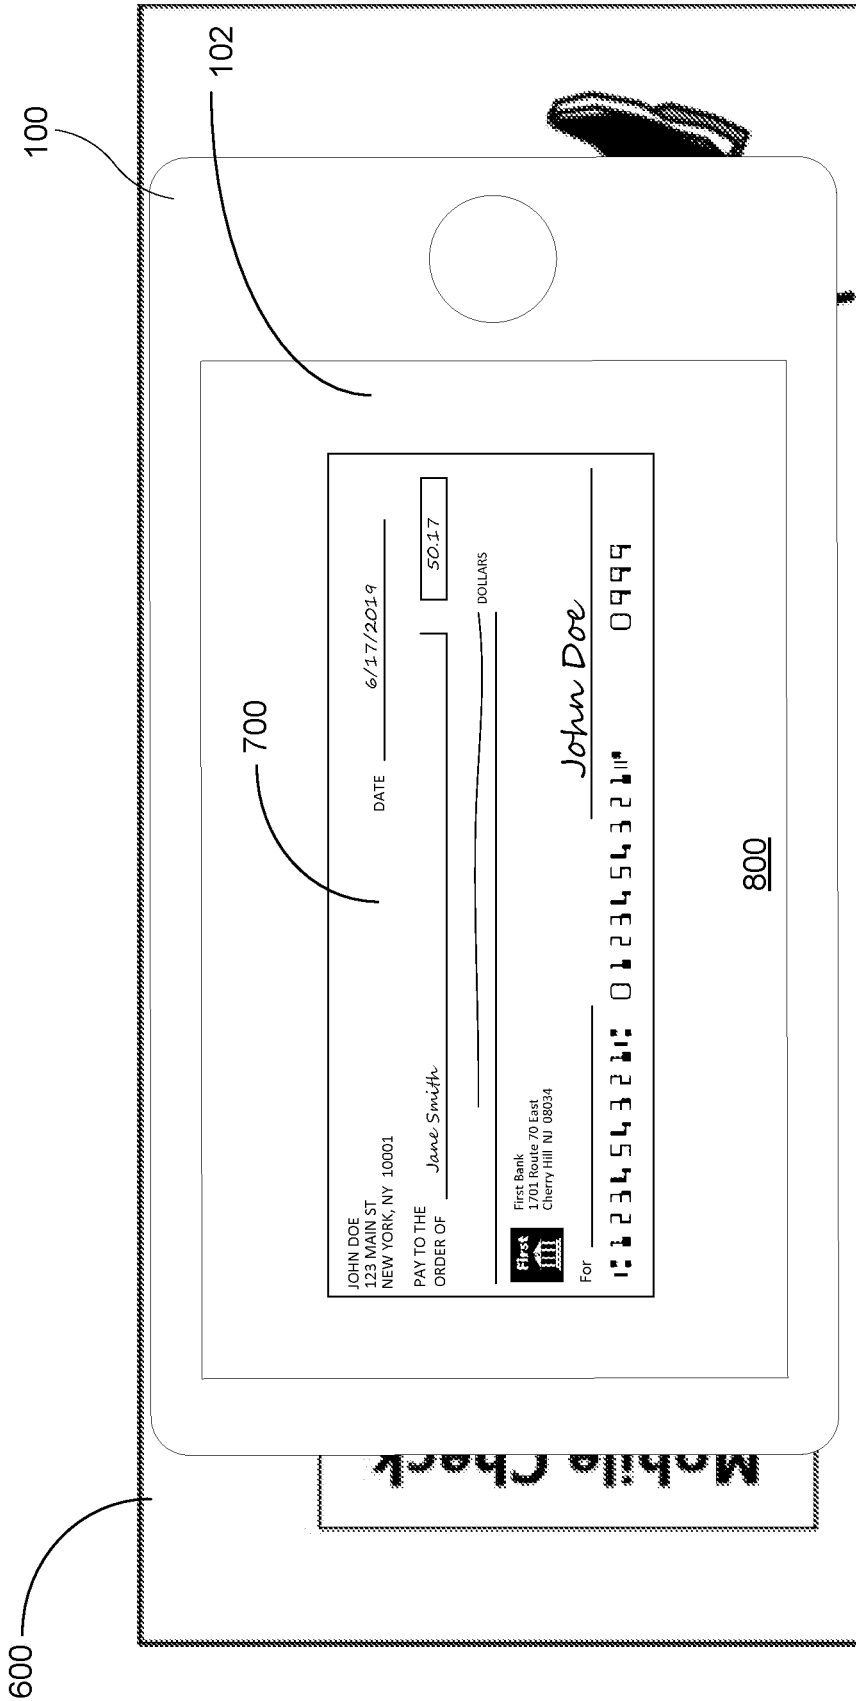 600
100
102
700
JOHN DOE
123 MAIN ST
NEW YORK, NY 10001
DATE 6/17/2019
PAY TO THE
ORDER OF Jane Smith 50.17
DOLLARS
First
First Bank
1701 Route 70 East
Cherry Hill NJ 08034
For John Doe
⑆123454321⑆ 0123454321⑈ 0999
800
Mobile Check